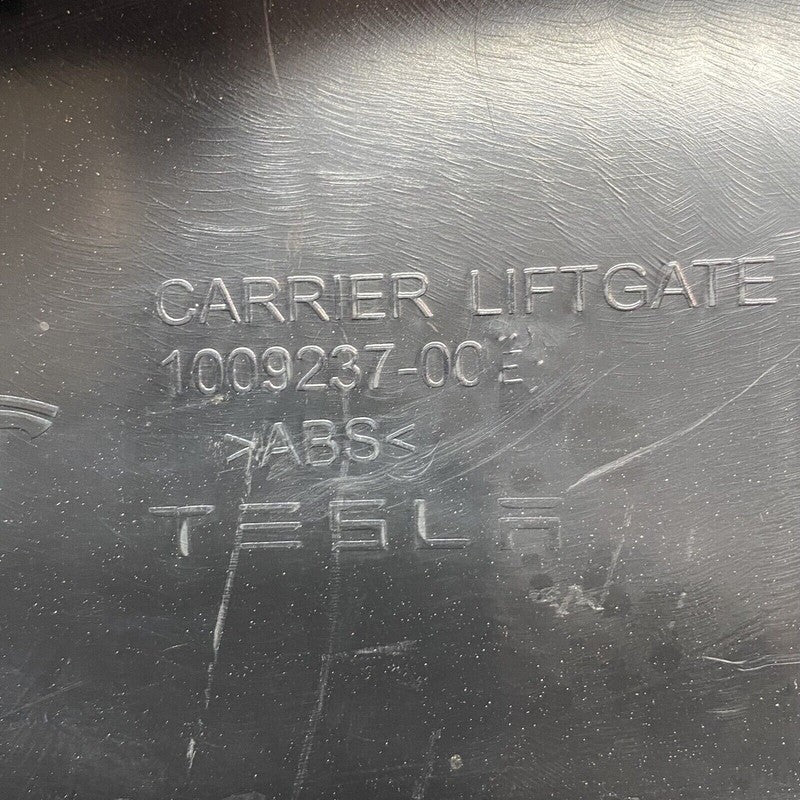 CARRIER LIFTGATE
1009237-00 E
>ABS<
TESLA